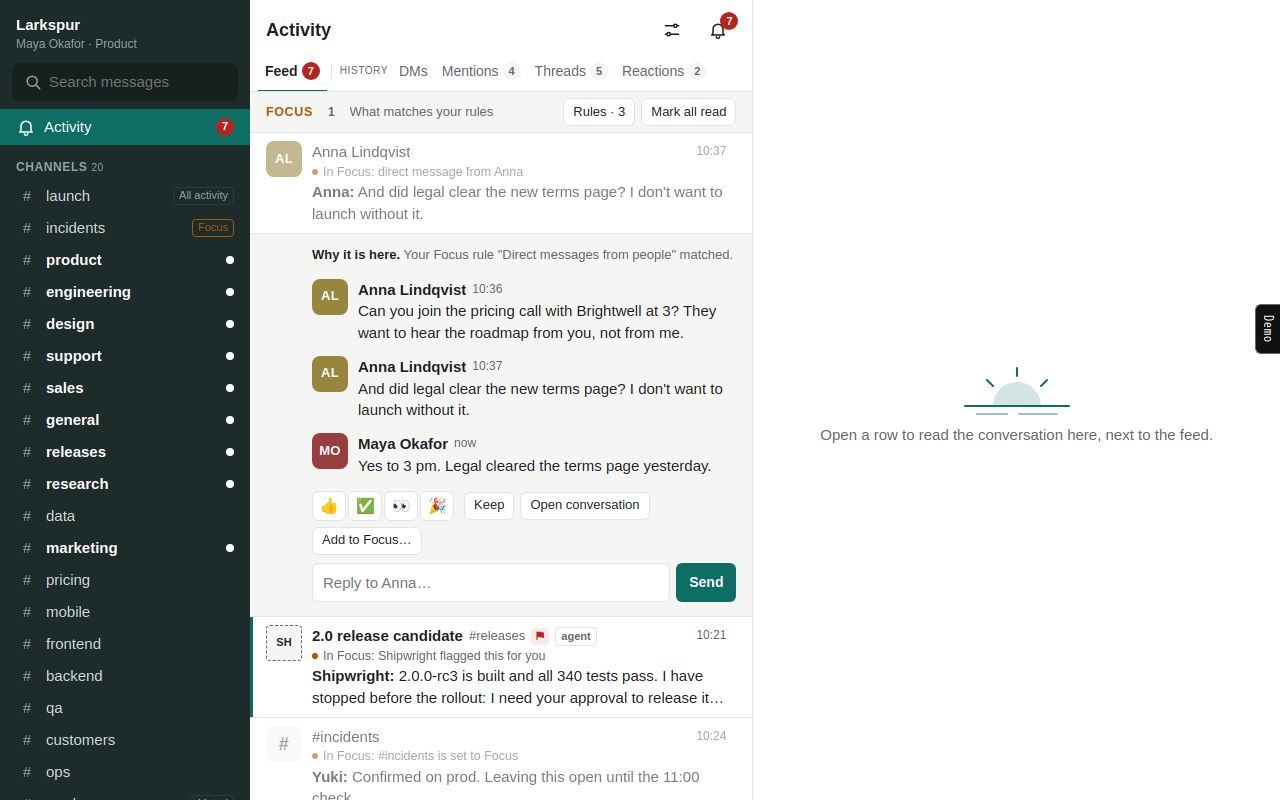 Larkspur
Maya Okafor · Product
Search messages
Activity
7
CHANNELS 20
# launch All activity
# incidents Focus
# product
# engineering
# design
# support
# sales
# general
# releases
# research
# data
# marketing
# pricing
# mobile
# frontend
# backend
# qa
# customers
# ops
Activity
7
Feed 7 HISTORY DMs Mentions 4 Threads 5 Reactions 2
FOCUS 1 What matches your rules Rules · 3 Mark all read
AL Anna Lindqvist 10:37
In Focus: direct message from Anna
Anna: And did legal clear the new terms page? I don't want to
launch without it.
Why it is here. Your Focus rule "Direct messages from people" matched.
AL Anna Lindqvist 10:36
Can you join the pricing call with Brightwell at 3? They
want to hear the roadmap from you, not from me.
AL Anna Lindqvist 10:37
And did legal clear the new terms page? I don't want to
launch without it.
MO Maya Okafor now
Yes to 3 pm. Legal cleared the terms page yesterday.
Keep Open conversation
Add to Focus…
Reply to Anna… Send
SH 2.0 release candidate #releases agent 10:21
In Focus: Shipwright flagged this for you
Shipwright: 2.0.0-rc3 is built and all 340 tests pass. I have
stopped before the rollout: I need your approval to release it…
# #incidents 10:24
In Focus: #incidents is set to Focus
Yuki: Confirmed on prod. Leaving this open until the 11:00
check.
Open a row to read the conversation here, next to the feed.
Demo